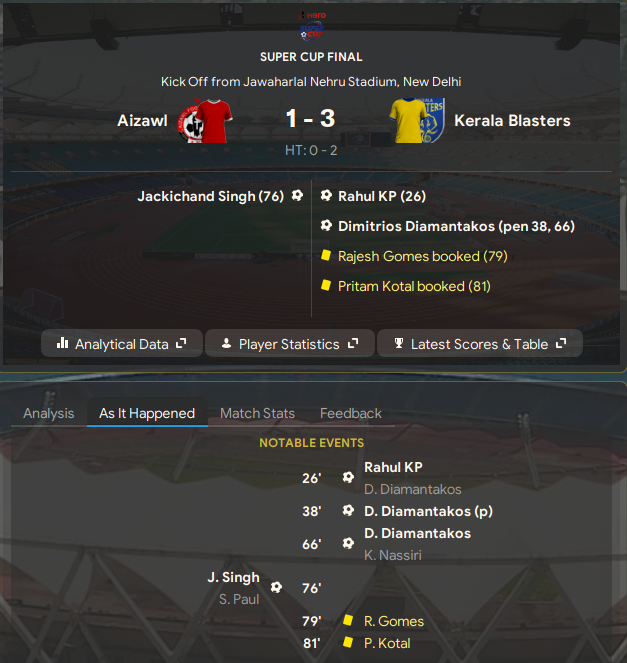 HERO
SUPER CUP FINAL
Kick Off from Jawaharlal Nehru Stadium, New Delhi
Aizawl 1 - 3 Kerala Blasters
HT: 0 - 2
Jackichand Singh (76) Rahul KP (26)
Dimitrios Diamantakos (pen 38, 66)
Rajesh Gomes booked (79)
Pritam Kotal booked (81)
Analytical Data Player Statistics Latest Scores & Table
Analysis As It Happened Match Stats Feedback
NOTABLE EVENTS
26' Rahul KP
D. Diamantakos
38' D. Diamantakos (p)
66' D. Diamantakos
K. Nassiri
J. Singh 76'
S. Paul
79' R. Gomes
81' P. Kotal